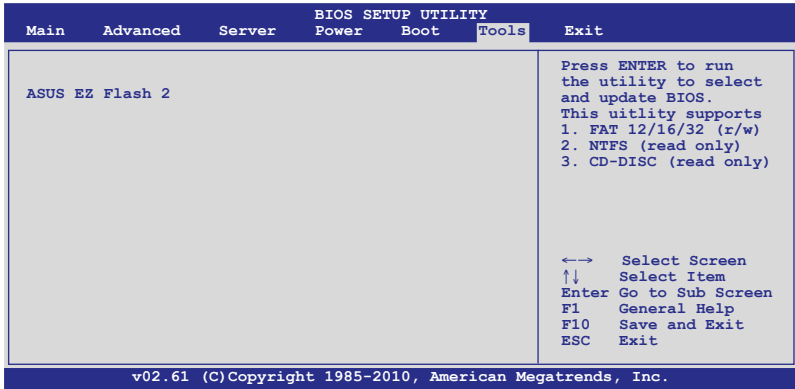 BIOS SETUP UTILITY
Main Advanced Server Power Boot Tools Exit
ASUS EZ Flash 2
Press ENTER to run
the utility to select
and update BIOS.
This uitlity supports
1. FAT 12/16/32 (r/w)
2. NTFS (read only)
3. CD-DISC (read only)
←→ Select Screen
↑↓ Select Item
Enter Go to Sub Screen
F1 General Help
F10 Save and Exit
ESC Exit
v02.61 (C)Copyright 1985-2010, American Megatrends, Inc.